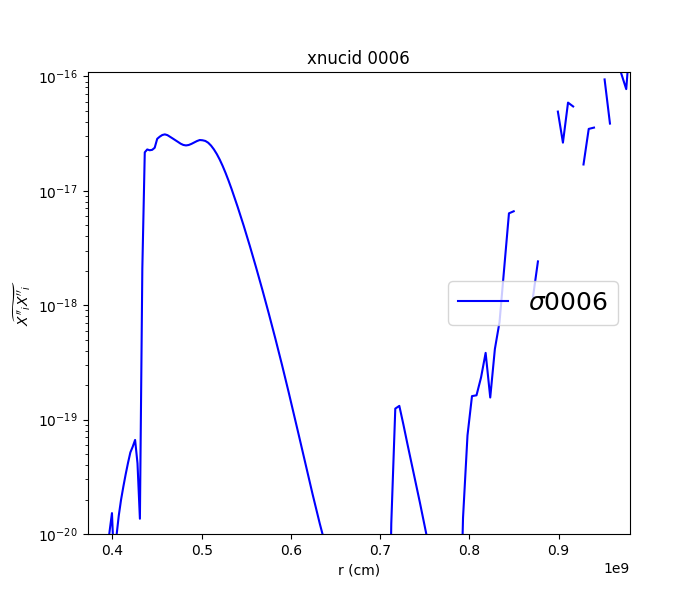 xnucid 0006
10⁻¹⁶
10⁻¹⁷
10⁻¹⁸
10⁻¹⁹
10⁻²⁰
X″ᵢX″ᵢ
σ0006
0.4 0.5 0.6 0.7 0.8 0.9
1e9
r (cm)